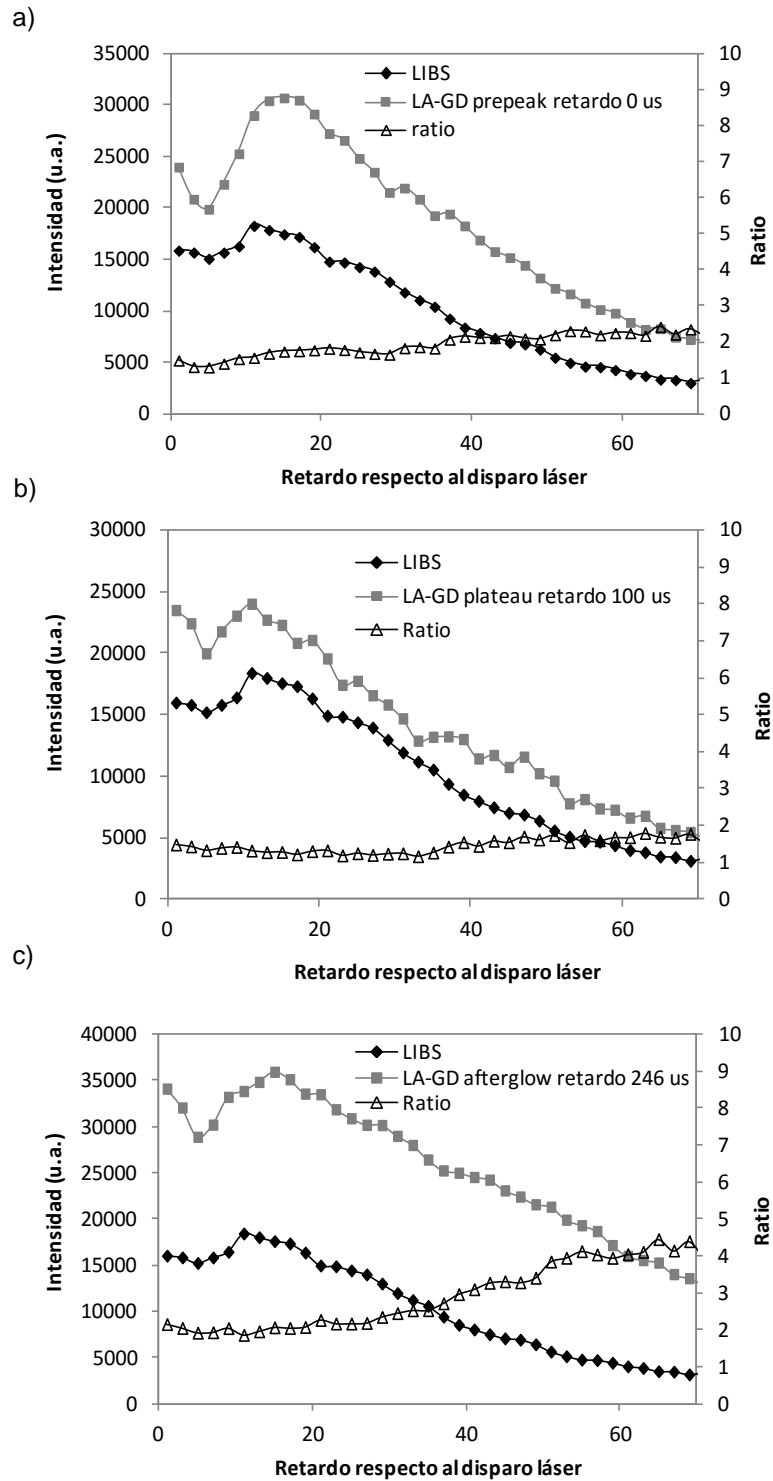 a)
35000
30000
25000
20000
15000
10000
5000
0
Intensidad (u.a.)
LIBS
LA-GD prepeak retardo 0 us
ratio
10
9
8
7
6
5
4
3
2
1
0
Ratio
0 20 40 60
Retardo respecto al disparo láser
b)
30000
25000
20000
15000
10000
5000
0
Intensidad (u.a.)
LIBS
LA-GD plateau retardo 100 us
Ratio
10
9
8
7
6
5
4
3
2
1
0
Ratio
0 20 40 60
Retardo respecto al disparo láser
c)
40000
35000
30000
25000
20000
15000
10000
5000
0
Intensidad (u.a.)
LIBS
LA-GD afterglow retardo 246 us
Ratio
10
9
8
7
6
5
4
3
2
1
0
Ratio
0 20 40 60
Retardo respecto al disparo láser